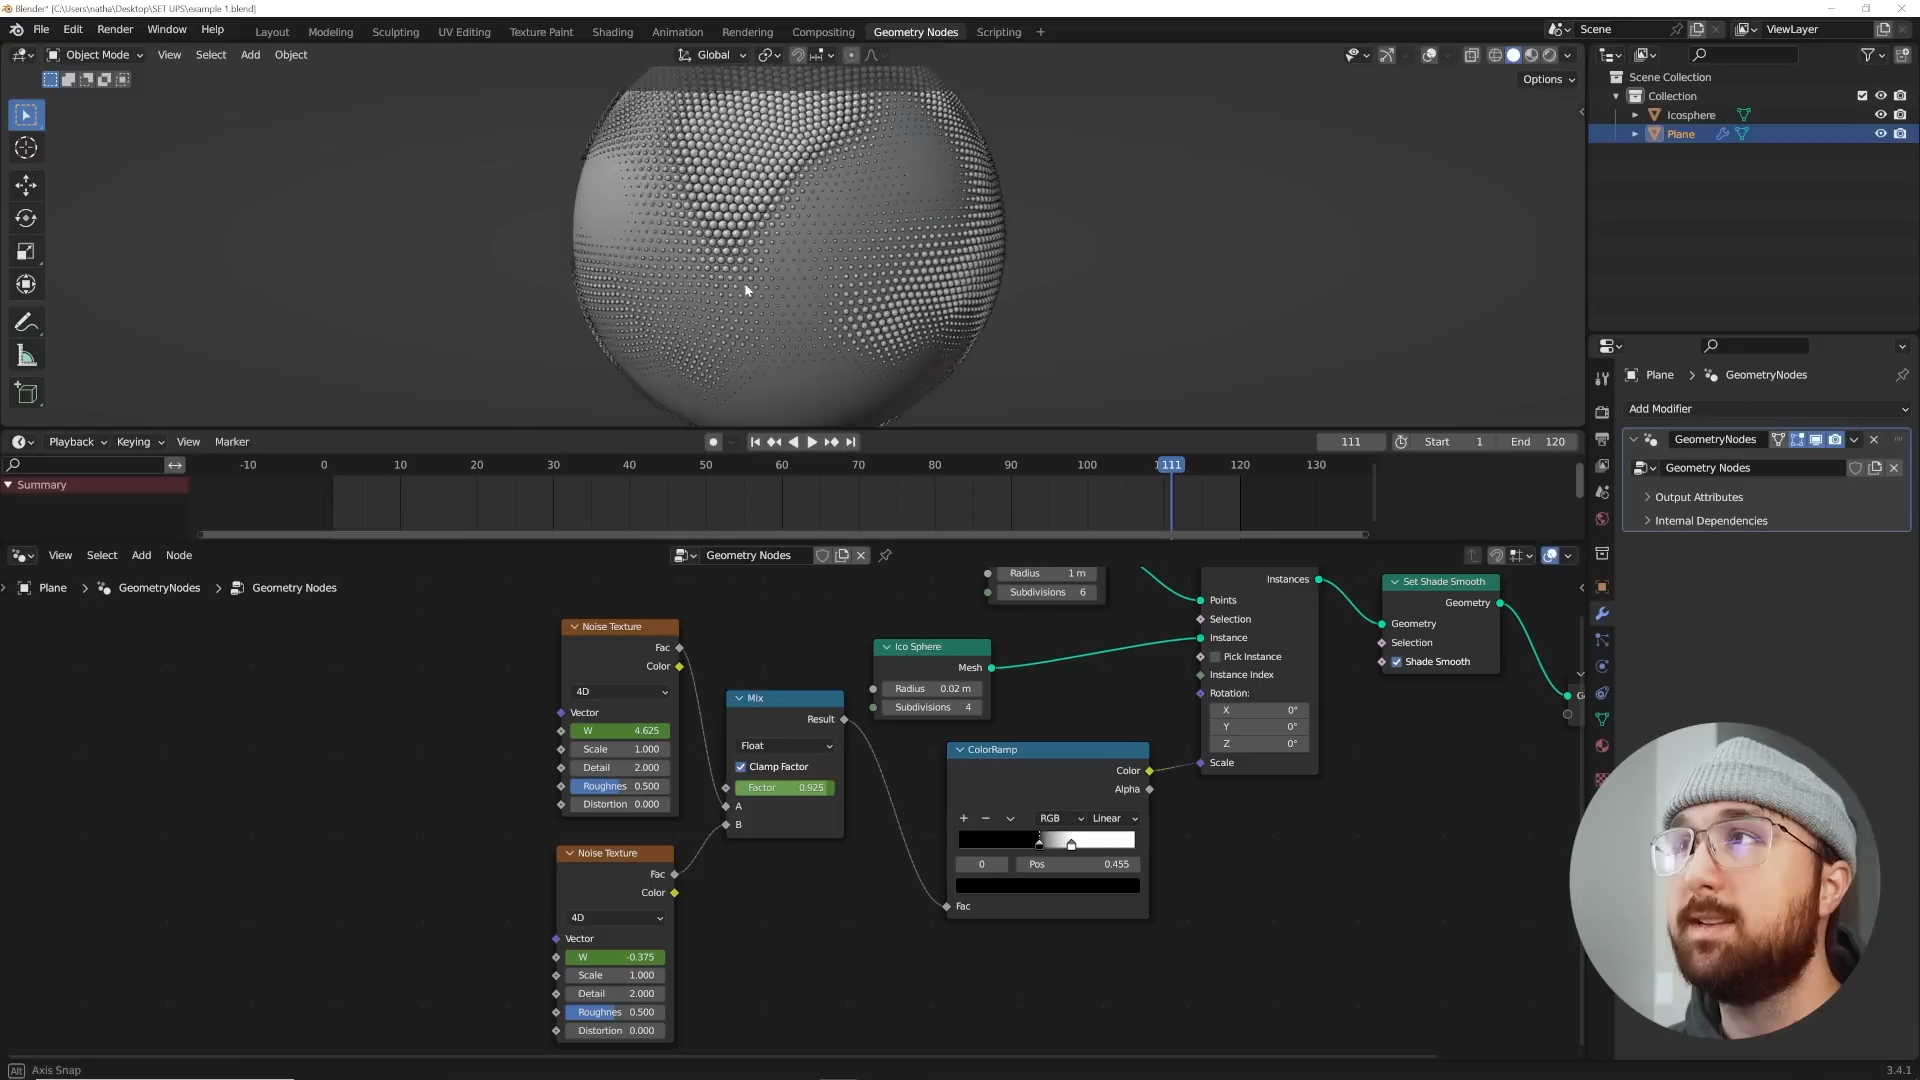 Blender* [C:\Users\natha\Desktop\SET UPS\example 1.blend]
File Edit Render Window Help Layout Modeling Sculpting UV Editing Texture Paint Shading Animation Rendering Compositing Geometry Nodes Scripting + Scene ViewLayer
Object Mode View Select Add Object Global
Options
Scene Collection
Collection
Icosphere
Plane
Plane > GeometryNodes
Add Modifier
GeometryNodes
Geometry Nodes
Output Attributes
Internal Dependencies
Playback Keying View Marker 111 Start 1 End 120
-10 0 10 20 30 40 50 60 70 80 90 100 111 120 130
Summary
View Select Add Node Geometry Nodes
Plane > GeometryNodes > Geometry Nodes
Noise Texture
Fac
Color
4D
Vector
W 4.625
Scale 1.000
Detail 2.000
Roughnes 0.500
Distortion 0.000
Noise Texture
Fac
Color
4D
Vector
W -0.375
Scale 1.000
Detail 2.000
Roughnes 0.500
Distortion 0.000
Mix
Result
Float
Clamp Factor
Factor 0.925
A
B
Radius 1 m
Subdivisions 6
Ico Sphere
Mesh
Radius 0.02 m
Subdivisions 4
ColorRamp
Color
Alpha
+ − RGB Linear
0 Pos 0.455
Fac
Instances
Points
Selection
Instance
Pick Instance
Instance Index
Rotation:
X 0°
Y 0°
Z 0°
Scale
Set Shade Smooth
Geometry
Geometry
Selection
Shade Smooth
G
Alt Axis Snap
3.4.1